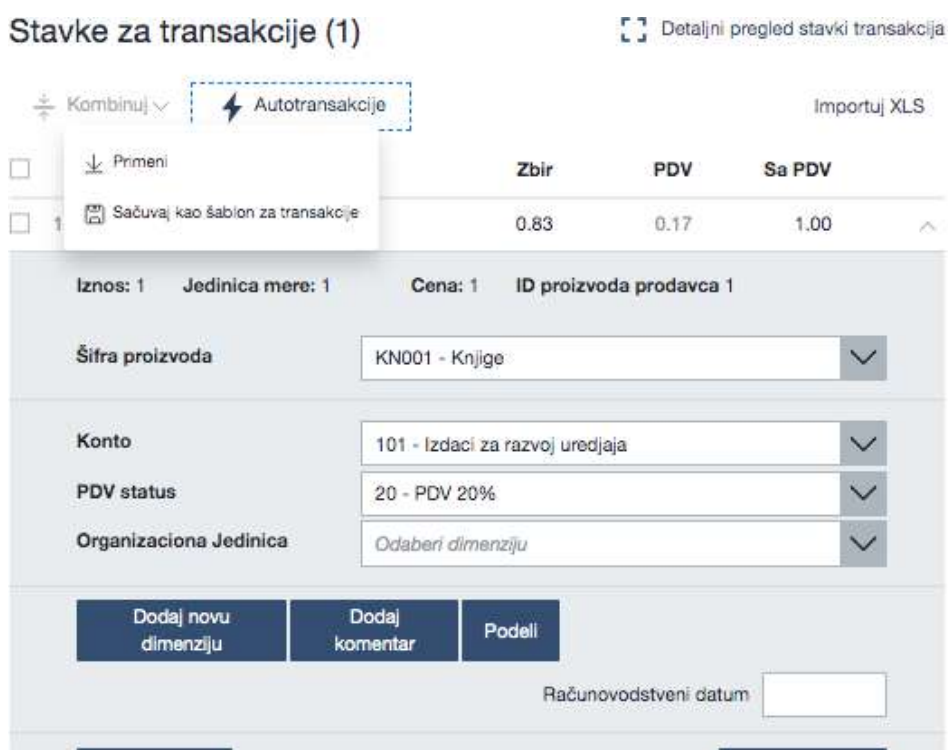 Stavke za transakcije (1)
Detaljni pregled stavki transakcija
Kombinuj
Autotransakcije
Importuj XLS
Primeni
Sačuvaj kao šablon za transakcije
Zbir PDV Sa PDV
1 0.83 0.17 1.00
Iznos: 1 Jedinica mere: 1 Cena: 1 ID proizvoda prodavca 1
Šifra proizvoda KN001 - Knjige
Konto 101 - Izdaci za razvoj uredjaja
PDV status 20 - PDV 20%
Organizaciona Jedinica Odaberi dimenziju
Dodaj novu dimenziju
Dodaj komentar
Podeli
Računovodstveni datum